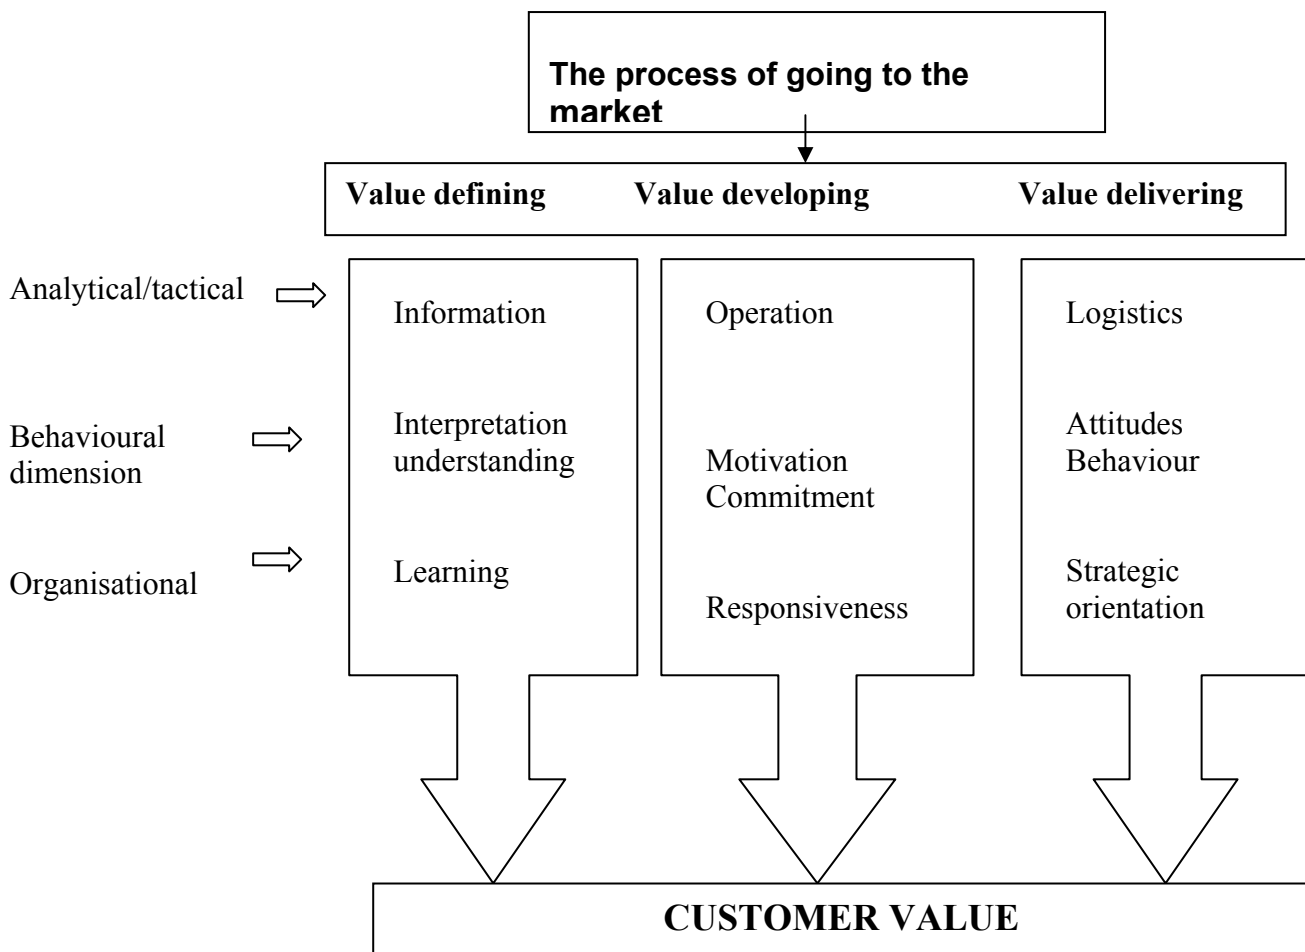 The process of going to the
market
Value defining Value developing Value delivering
Analytical/tactical
Information Operation Logistics
Behavioural
dimension
Interpretation
understanding
Motivation
Commitment
Attitudes
Behaviour
Organisational
Learning
Responsiveness
Strategic
orientation
CUSTOMER VALUE